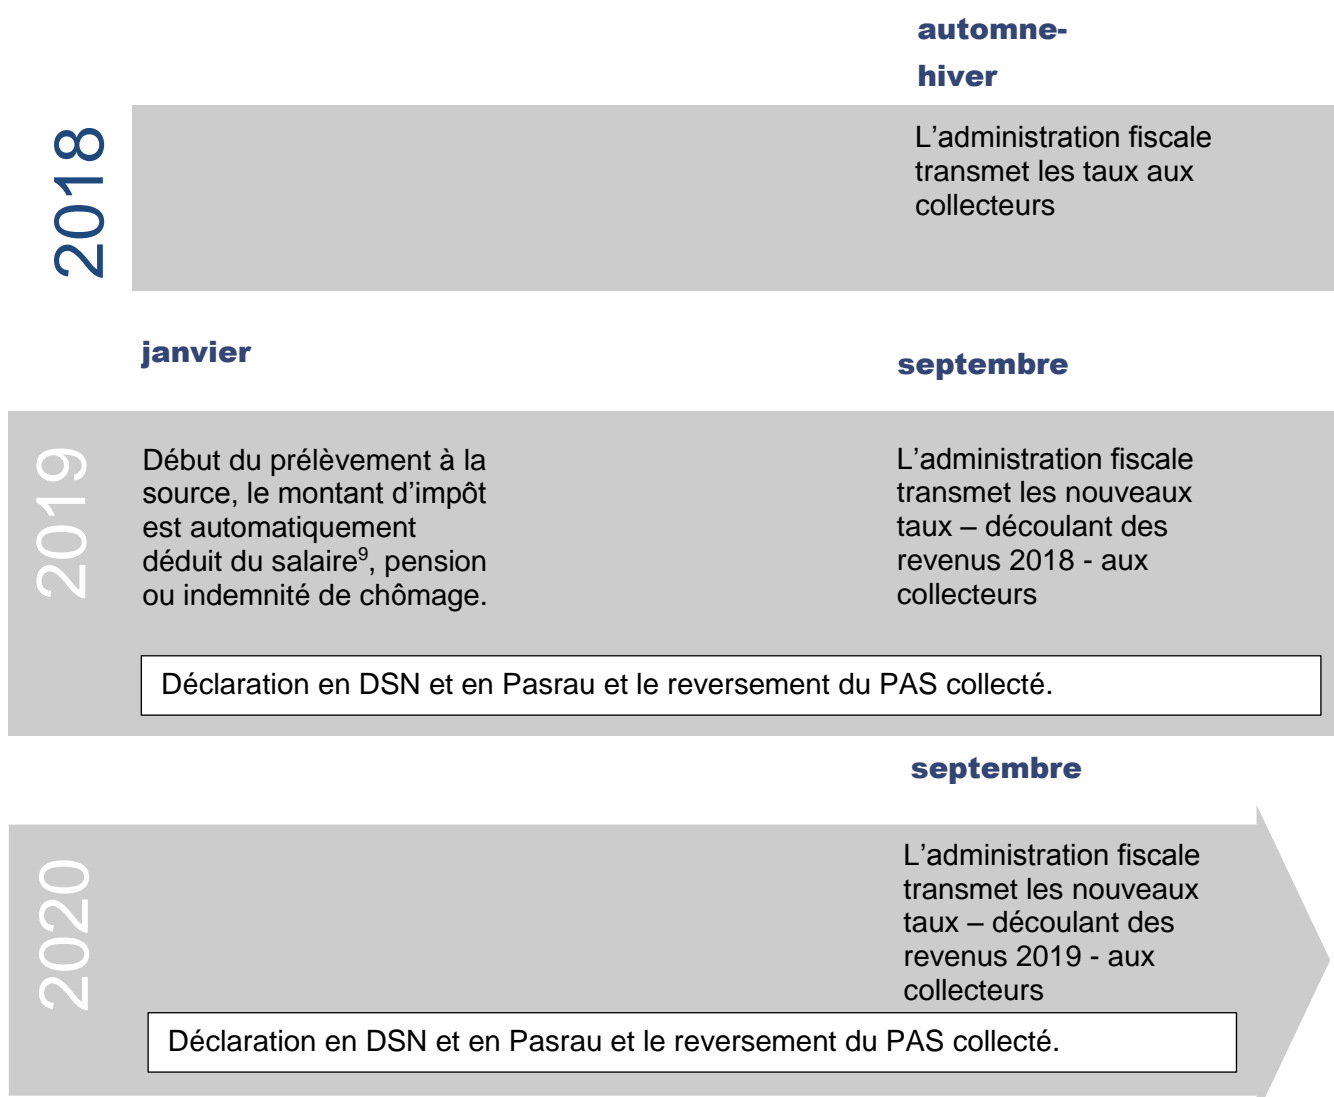 automne-
hiver
2018
L’administration fiscale
transmet les taux aux
collecteurs
janvier
septembre
2019
Début du prélèvement à la
source, le montant d’impôt
est automatiquement
déduit du salaire⁹, pension
ou indemnité de chômage.
L’administration fiscale
transmet les nouveaux
taux – découlant des
revenus 2018 - aux
collecteurs
Déclaration en DSN et en Pasrau et le reversement du PAS collecté.
septembre
2020
L’administration fiscale
transmet les nouveaux
taux – découlant des
revenus 2019 - aux
collecteurs
Déclaration en DSN et en Pasrau et le reversement du PAS collecté.